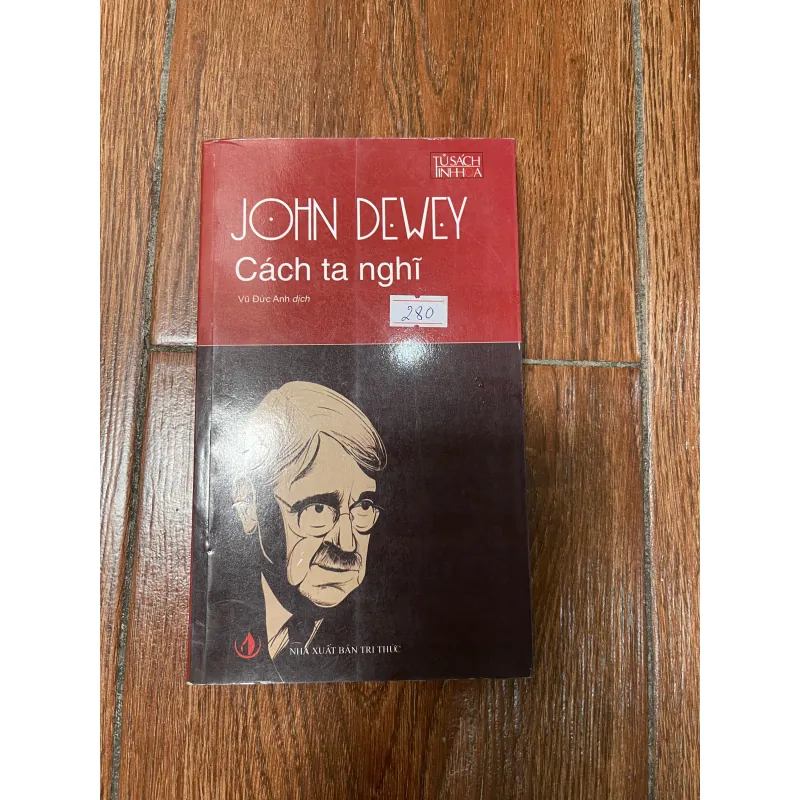 TỦ SÁCH
TINH HOA
JOHN DEWEY
Cách ta nghĩ
Vũ Đức Anh dịch
280
NHÀ XUẤT BẢN TRI THỨC